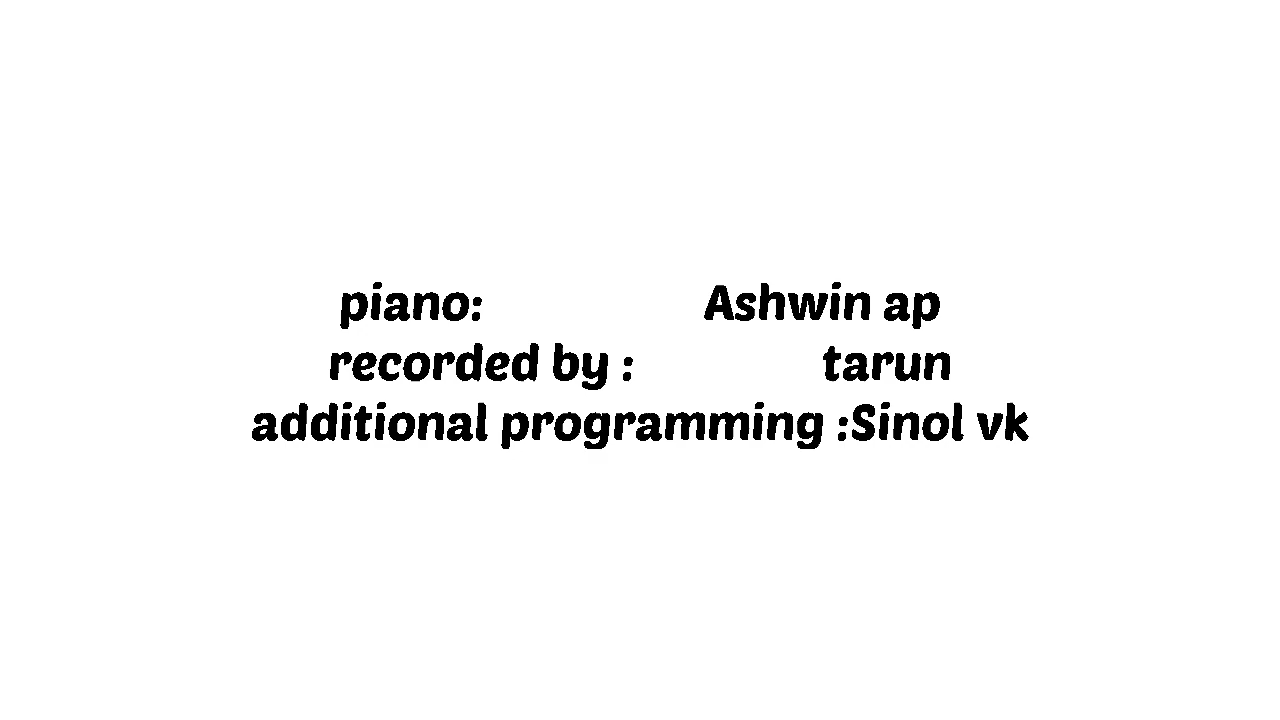 piano: Ashwin ap
recorded by : tarun
additional programming :Sinol vk